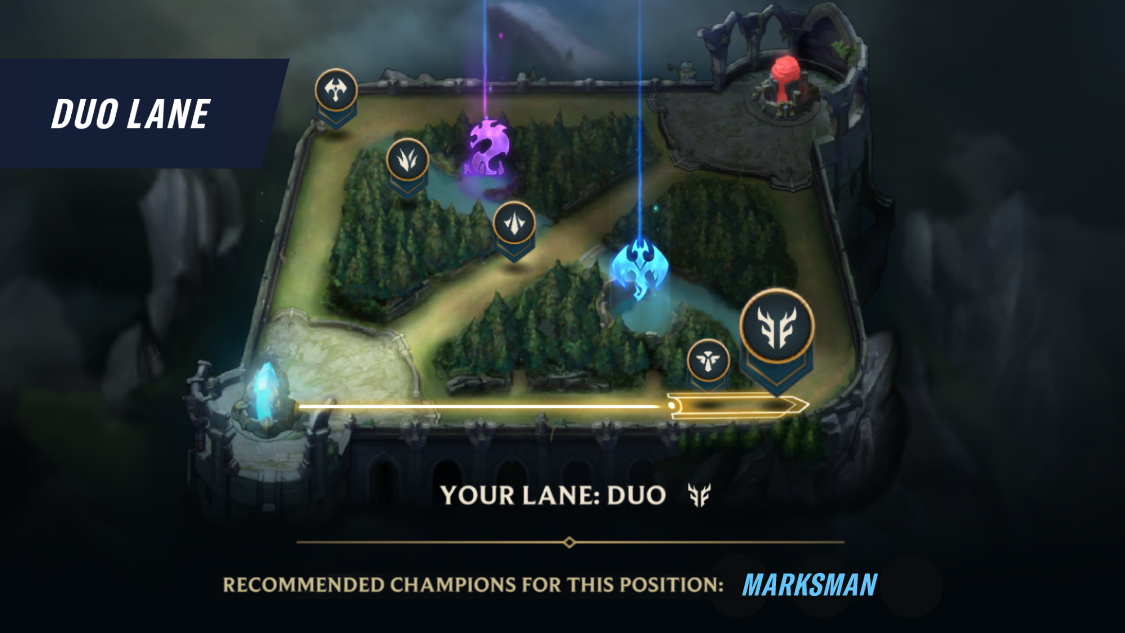 DUO LANE
YOUR LANE: DUO
RECOMMENDED CHAMPIONS FOR THIS POSITION: MARKSMAN